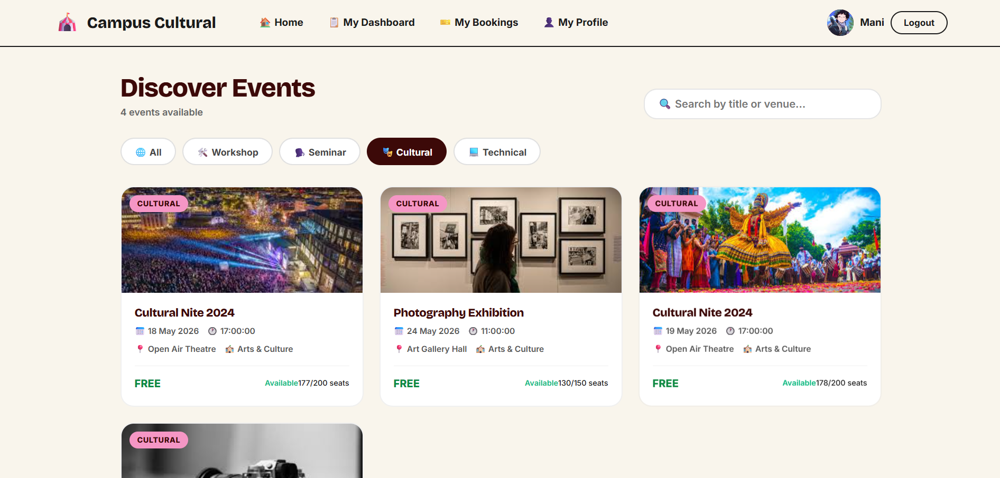 Campus Cultural
Home
My Dashboard
My Bookings
My Profile
Mani
Logout
Discover Events
4 events available
Search by title or venue...
All
Workshop
Seminar
Cultural
Technical
CULTURAL
Cultural Nite 2024
18 May 2026 17:00:00
Open Air Theatre Arts & Culture
FREE
Available177/200 seats
CULTURAL
Photography Exhibition
24 May 2026 11:00:00
Art Gallery Hall Arts & Culture
FREE
Available130/150 seats
CULTURAL
Cultural Nite 2024
19 May 2026 17:00:00
Open Air Theatre Arts & Culture
FREE
Available178/200 seats
CULTURAL